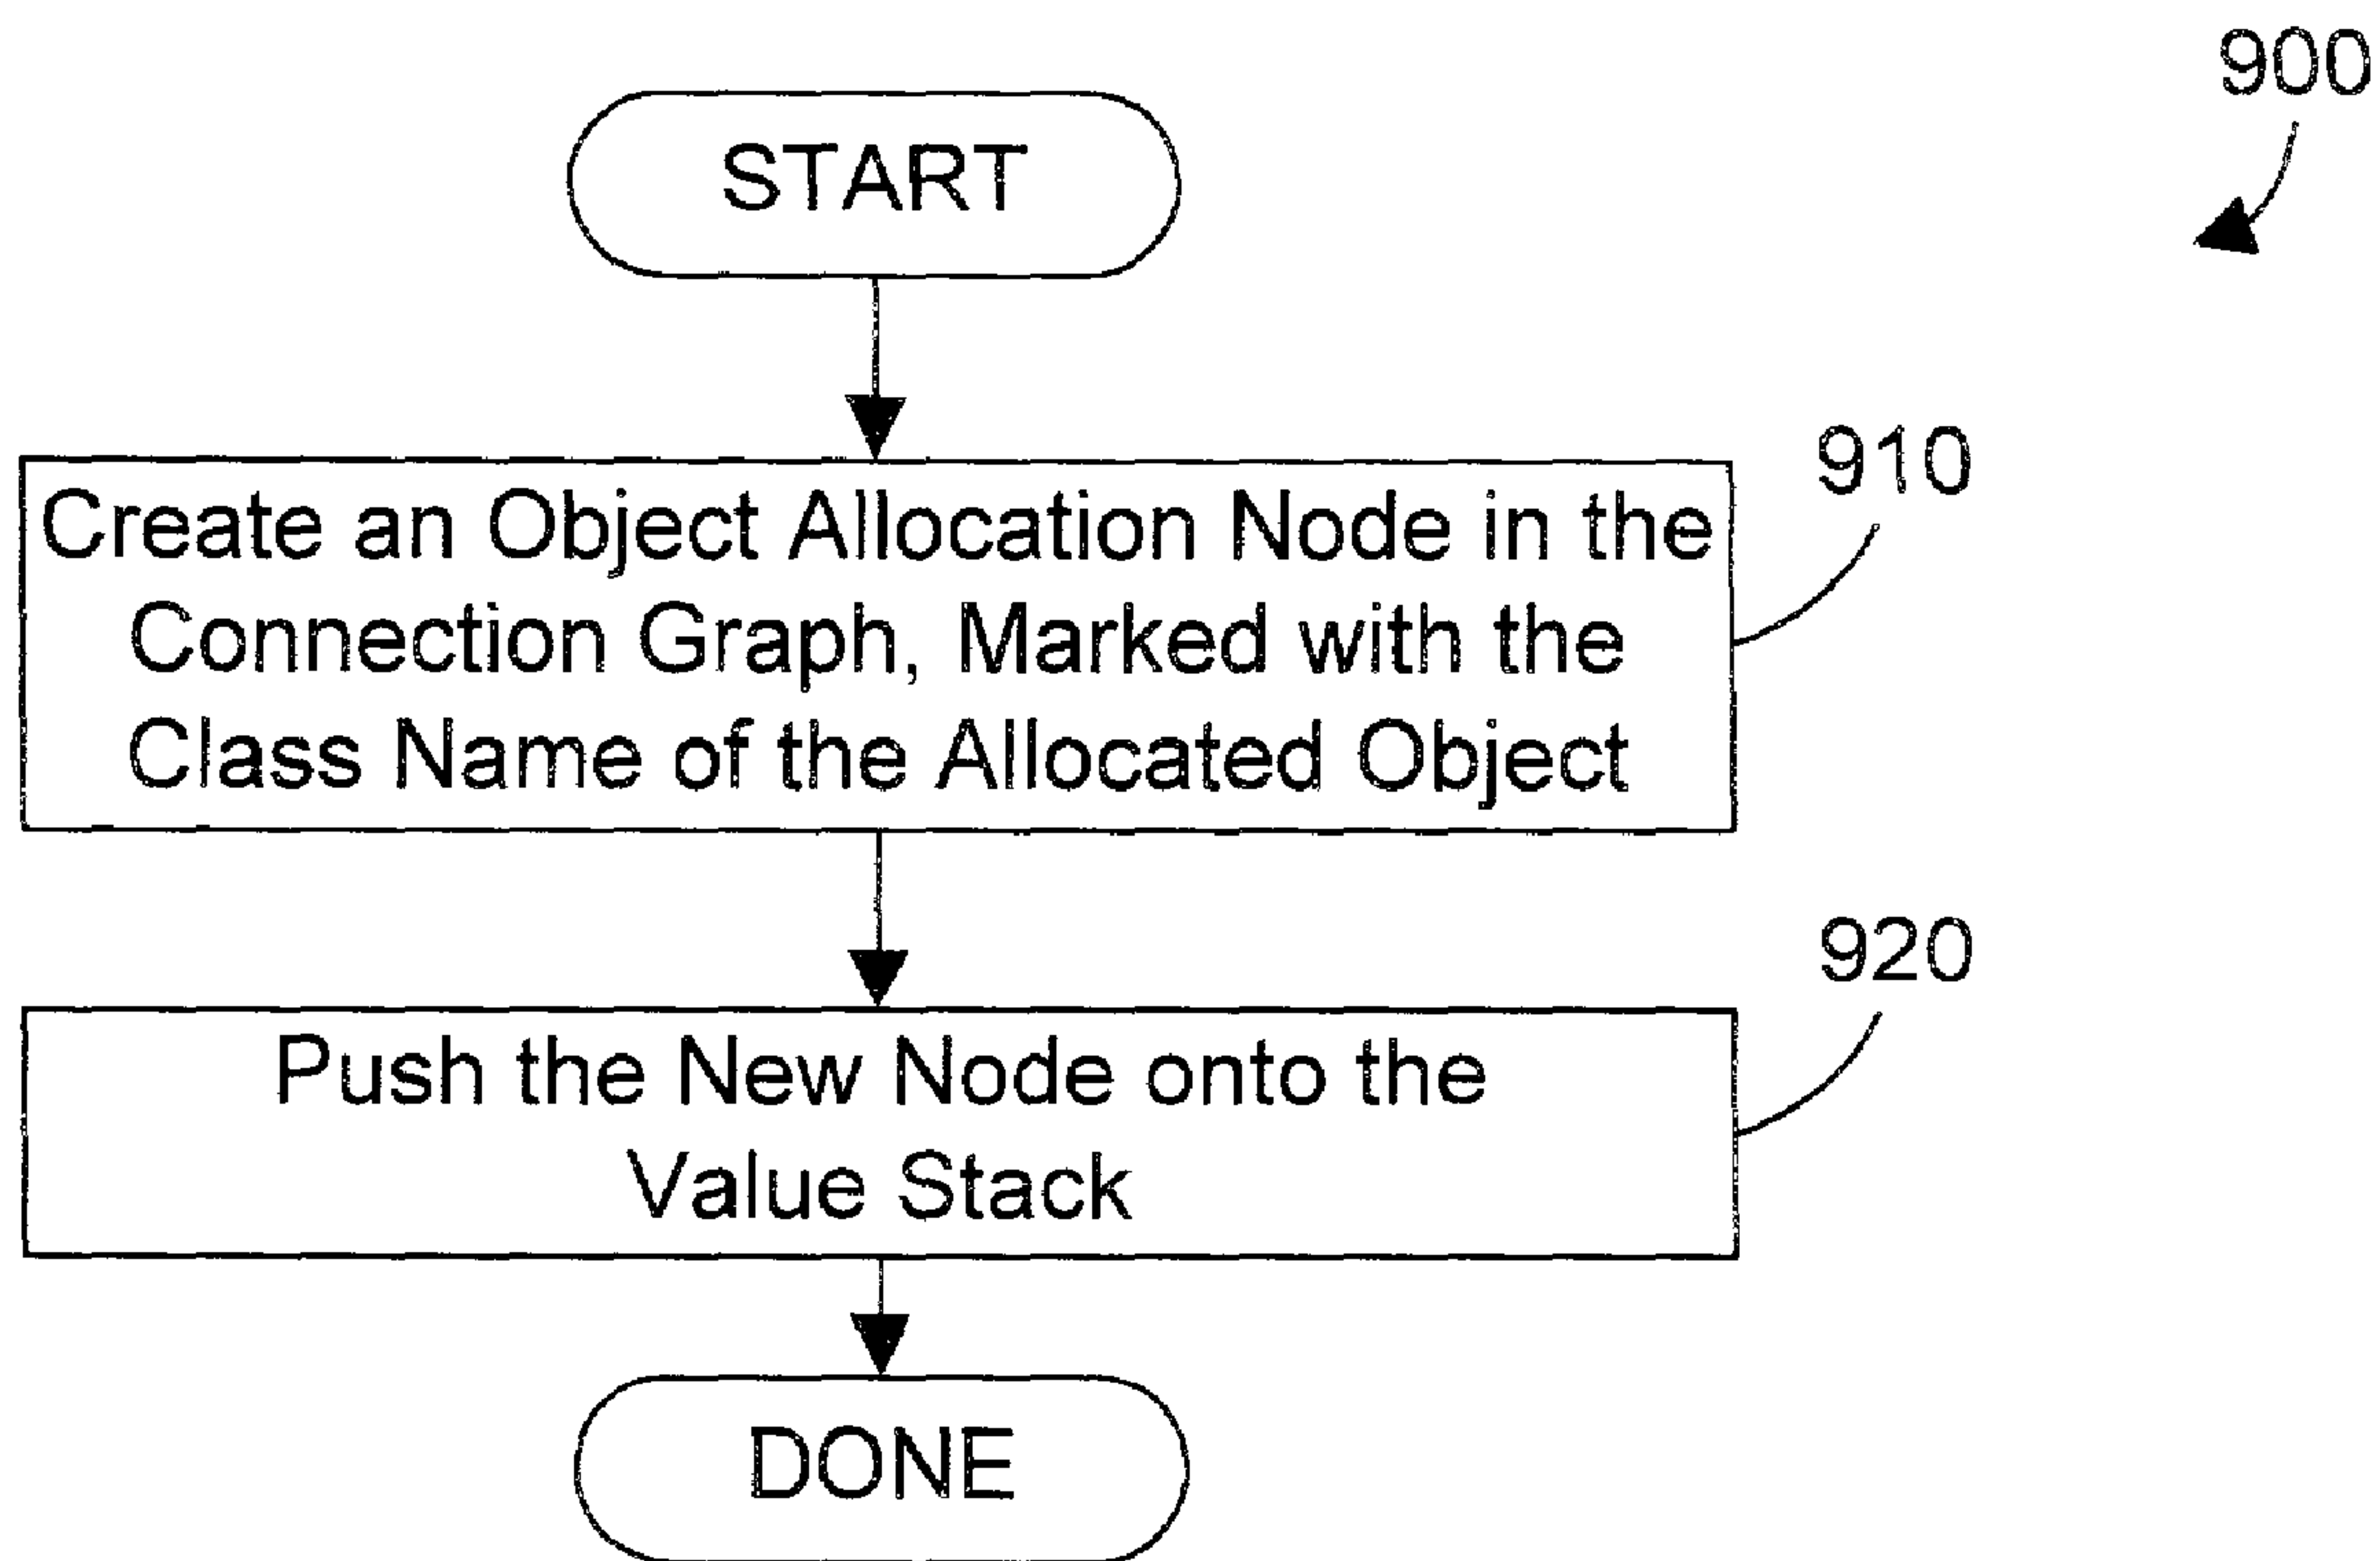 900
START
910
Create an Object Allocation Node in the
Connection Graph, Marked with the
Class Name of the Allocated Object
920
Push the New Node onto the
Value Stack
DONE